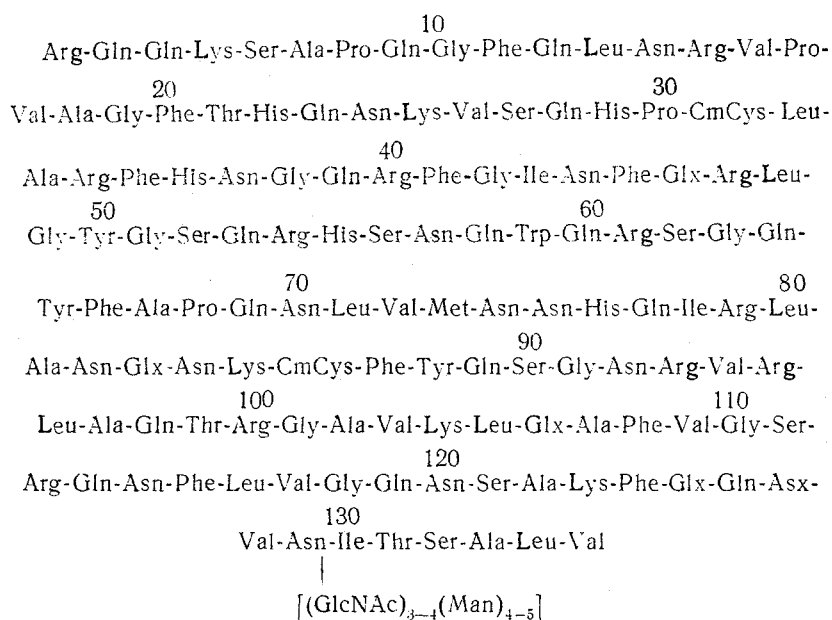 10
Arg-Gln-Gln-Lys-Ser-Ala-Pro-Gln-Gly-Phe-Gln-Leu-Asn-Arg-Val-Pro-
20 30
Val-Ala-Gly-Phe-Thr-His-Gln-Asn-Lys-Val-Ser-Gln-His-Pro-CmCys-Leu-
40
Ala-Arg-Phe-His-Asn-Gly-Gln-Arg-Phe-Gly-Ile-Asn-Phe-Glx-Arg-Leu-
50 60
Gly-Tyr-Gly-Ser-Gln-Arg-His-Ser-Asn-Gln-Trp-Gln-Arg-Ser-Gly-Gln-
70 80
Tyr-Phe-Ala-Pro-Gln-Asn-Leu-Val-Met-Asn-Asn-His-Gln-Ile-Arg-Leu-
90
Ala-Asn-Glx-Asn-Lys-CmCys-Phe-Tyr-Gln-Ser-Gly-Asn-Arg-Val-Arg-
100 110
Leu-Ala-Gln-Thr-Arg-Gly-Ala-Val-Lys-Leu-Glx-Ala-Phe-Val-Gly-Ser-
120
Arg-Gln-Asn-Phe-Leu-Val-Gly-Gln-Asn-Ser-Ala-Lys-Phe-Glx-Gln-Asx-
130
Val-Asn-Ile-Thr-Ser-Ala-Leu-Val
[(GlcNAc)3–4(Man)4–5]